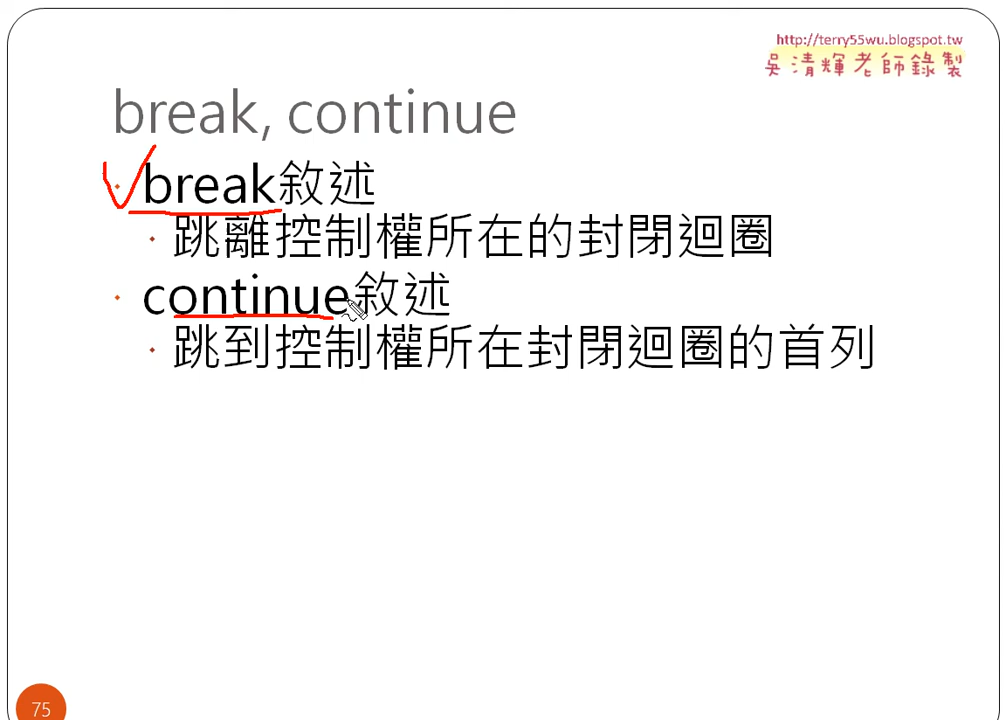 http://terry55wu.blogspot.tw
吳清輝老師錄製
break, continue
break敘述
跳離控制權所在的封閉迴圈
continue敘述
跳到控制權所在封閉迴圈的首列
75